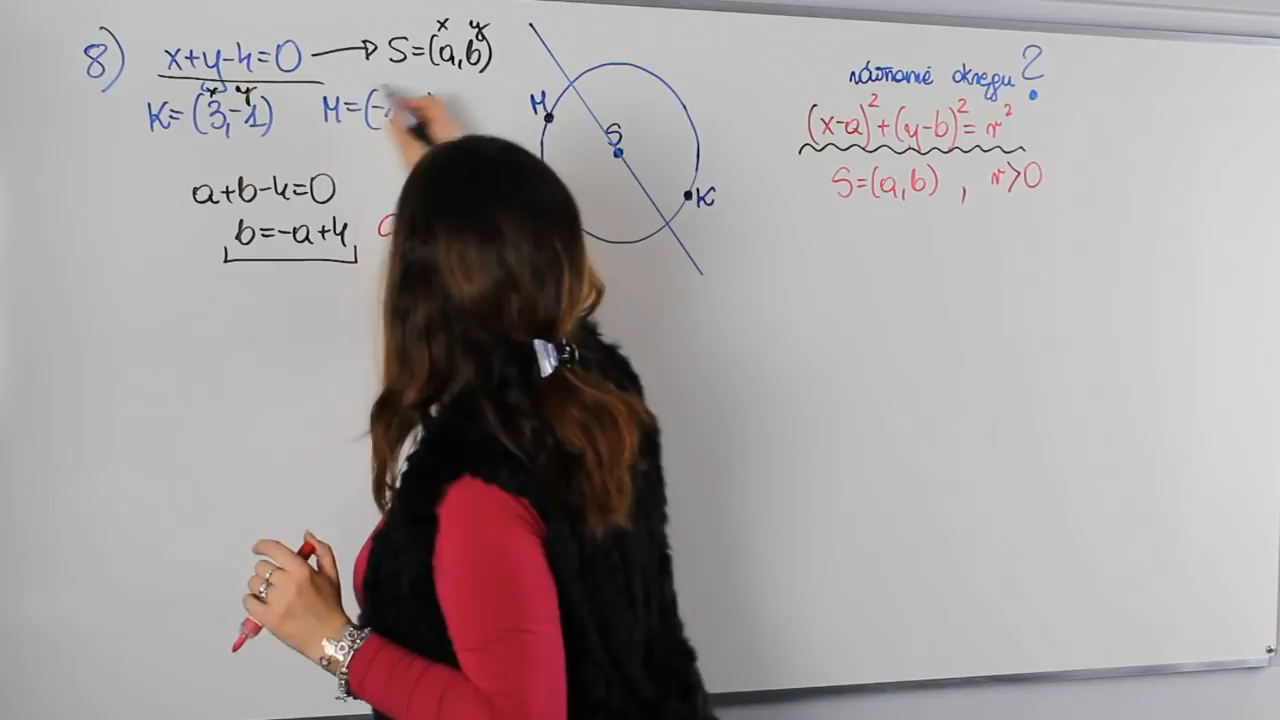 8) x+y-4=0 → S=(a,b)
x y
K=(3,-1) M=(-
x y
a+b-4=0
b=-a+4
M
S
K
równanie okręgu?
(x-a)²+(y-b)²=r²
S=(a,b) , r>0